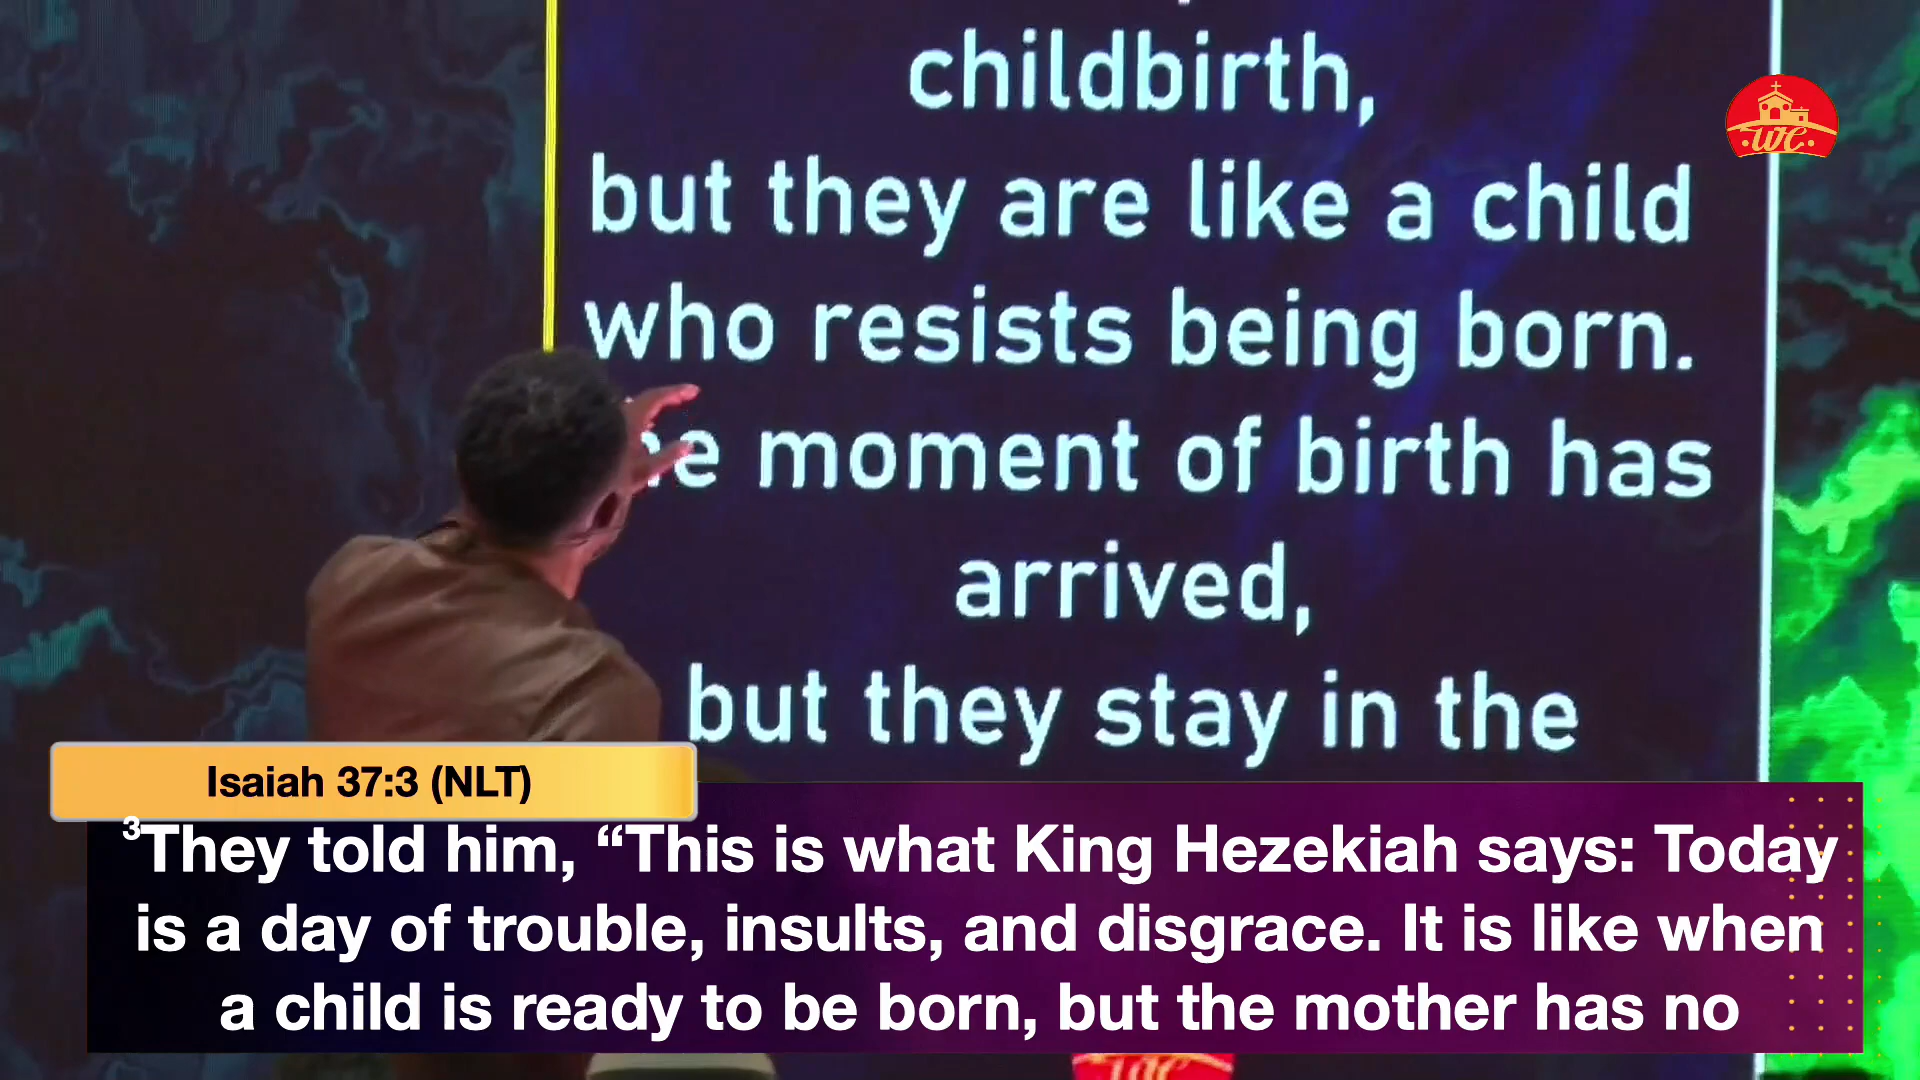 childbirth,
but they are like a child
who resists being born.
moment of birth has
arrived,
but they stay in the
WC
Isaiah 37:3 (NLT)
3They told him, “This is what King Hezekiah says: Today
is a day of trouble, insults, and disgrace. It is like when
a child is ready to be born, but the mother has no